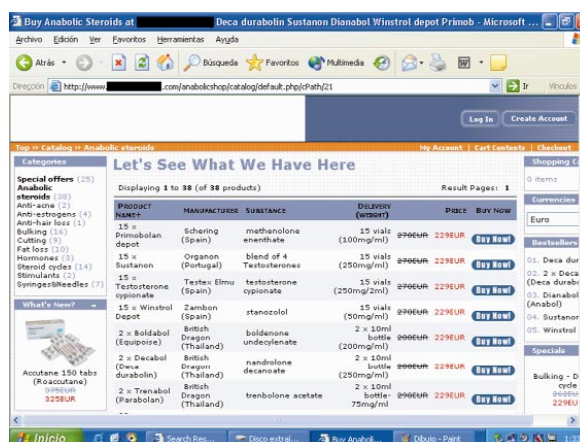 Buy Anabolic Steroids at Deca durabolin Sustanon Dianabol Winstrol depot Primob - Microsoft ...
Archivo Edición Ver Favoritos Herramientas Ayuda
Atrás Búsqueda Favoritos Multimedia
Dirección http://www. .com/anabolicshop/catalog/default.php/cPath/21 Ir Vínculos
Log In Create Account
Top » Catalog » Anabolic steroids My Account | Cart Contents | Checkout
Categories
Special offers (25)
Anabolic
steroids (38)
Anti-acne (2)
Anti-estrogens (4)
Anti-hair loss (1)
Bulking (16)
Cutting (9)
Fat loss (10)
Hormones (3)
Steroid cycles (14)
Stimulants (2)
Syringes&Needles (7)
What's New?
Accutane 150 tabs
(Roaccutane)
375EUR
325EUR
Let's See What We Have Here
Displaying 1 to 38 (of 38 products) Result Pages: 1
Product Name+ Manufacturer Substance Delivery (weight) Price Buy Now
15 x Primobolan depot Schering (Spain) methenolone enenthate 15 vials (100mg/ml) 270EUR 229EUR Buy Now!
15 x Sustanon Organon (Portugal) blend of 4 Testosterones 15 vials (250mg/ml) 270EUR 229EUR Buy Now!
15 x Testosterone cypionate Testex Elmu (Spain) testosterone cypionate 15 vials (250mg/2ml) 270EUR 229EUR Buy Now!
15 x Winstrol Depot Zambon (Spain) stanozolol 15 vials (50mg/ml) 270EUR 229EUR Buy Now!
2 x Boldabol (Equipoise) British Dragon (Thailand) boldenone undecylenate 2 x 10ml bottle (200mg/ml) 229EUR Buy Now!
2 x Decabol (Deca durabolin) British Dragon (Thailand) nandrolone decanoate 2 x 10ml bottle (250mg/ml) 229EUR Buy Now!
2 x Trenabol (Parabolan) British Dragon (Thailand) trenbolone acetate 2 x 10ml bottle- 75mg/ml 229EUR Buy Now!
Shopping C
0 items
Currencies
Euro
Bestsellers
01. Deca dur
02. 2 x Deca
(Deca durab
03. Dianabol
(Anabol)
04. Sustanor
05. Winstrol
Specials
Bulking - D
cycle
229EU
Inicio Search Res... Disco extraí... Buy Anaboli... Dibujo - Paint